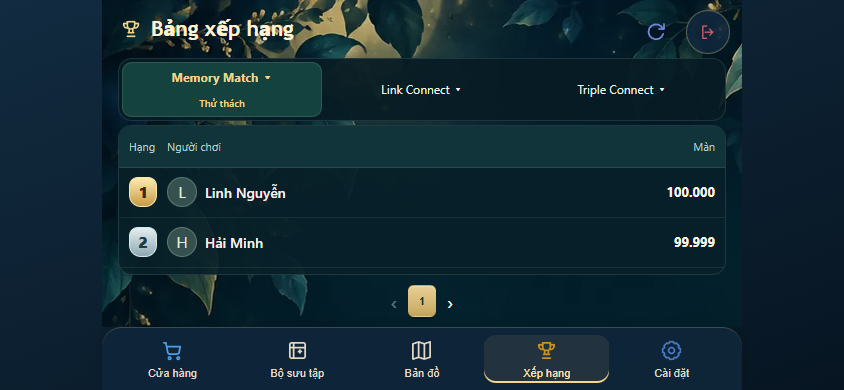 Bảng xếp hạng
Memory Match
Thử thách
Link Connect
Triple Connect
Hạng Người chơi Màn
1 L Linh Nguyễn 100.000
2 H Hải Minh 99.999
‹ 1 ›
Cửa hàng Bộ sưu tập Bản đồ Xếp hạng Cài đặt